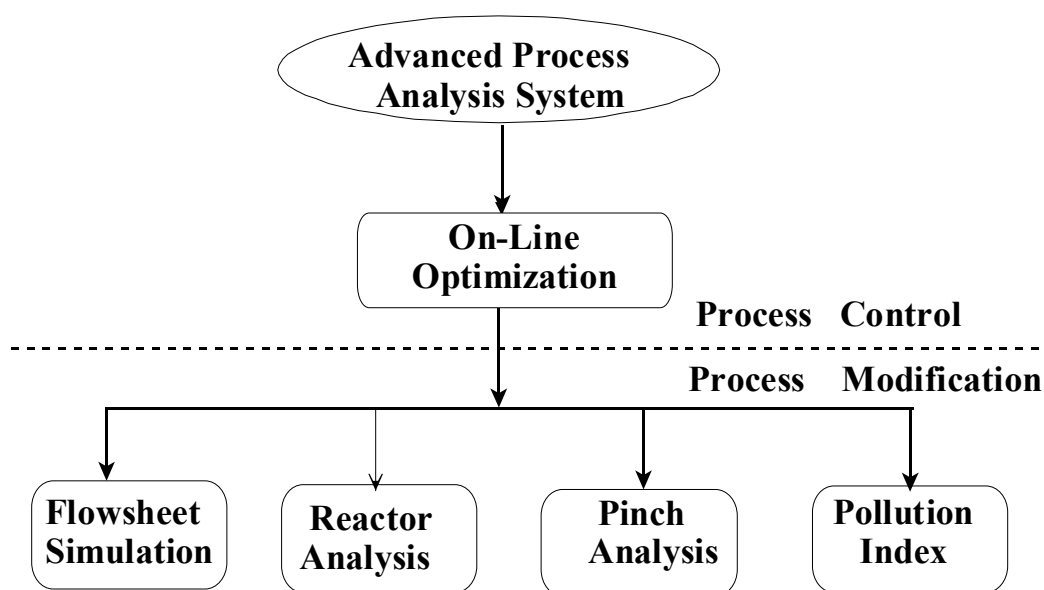 Advanced Process
Analysis System
On-Line
Optimization
Process Control
Process Modification
Flowsheet
Simulation
Reactor
Analysis
Pinch
Analysis
Pollution
Index